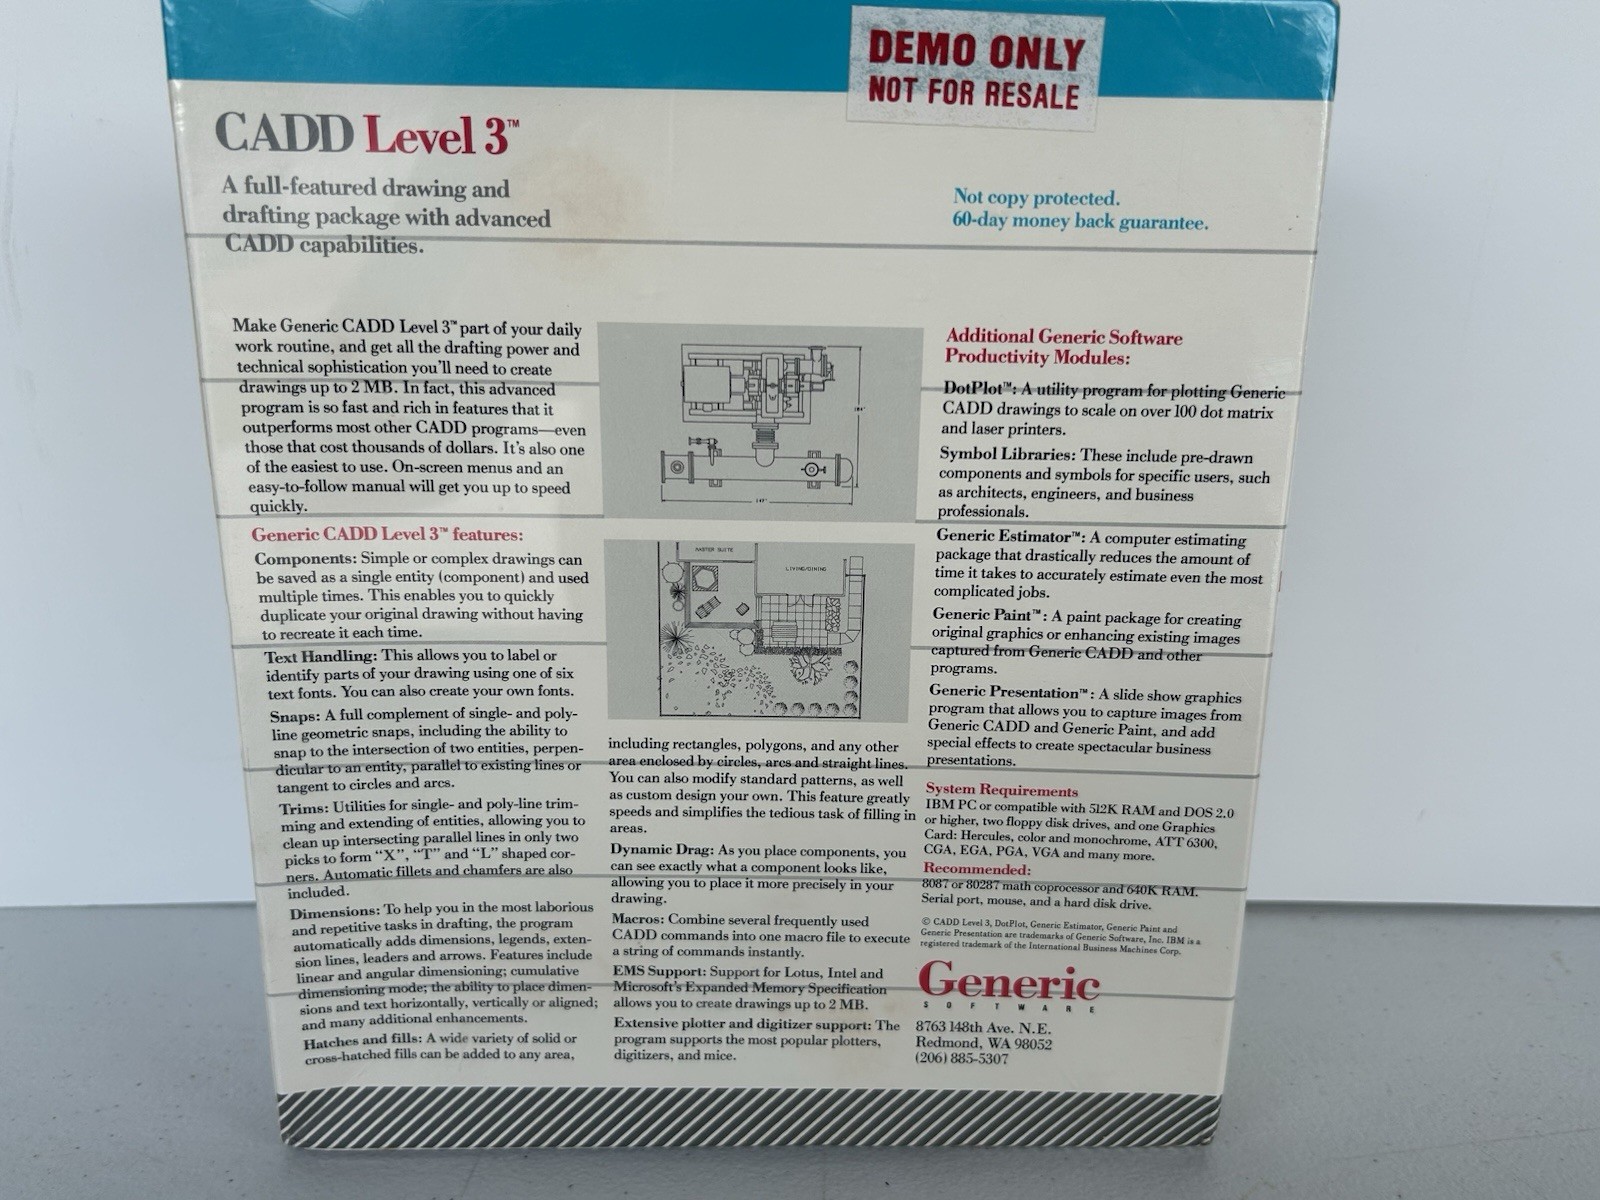 DEMO ONLY
NOT FOR RESALE
CADD Level 3™
A full-featured drawing and
drafting package with advanced
CADD capabilities.
Not copy protected.
60-day money back guarantee.
Make Generic CADD Level 3™ part of your daily
work routine, and get all the drafting power and
technical sophistication you'll need to create
drawings up to 2 MB. In fact, this advanced
program is so fast and rich in features that it
outperforms most other CADD programs—even
those that cost thousands of dollars. It's also one
of the easiest to use. On-screen menus and an
easy-to-follow manual will get you up to speed
quickly.
Generic CADD Level 3™ features:
Components: Simple or complex drawings can
be saved as a single entity (component) and used
multiple times. This enables you to quickly
duplicate your original drawing without having
to recreate it each time.
Text Handling: This allows you to label or
identify parts of your drawing using one of six
text fonts. You can also create your own fonts.
Snaps: A full complement of single- and poly-
line geometric snaps, including the ability to
snap to the intersection of two entities, perpen-
dicular to an entity, parallel to existing lines or
tangent to circles and arcs.
Trims: Utilities for single- and poly-line trim-
ming and extending of entities, allowing you to
clean up intersecting parallel lines in only two
picks to form “X”, “T” and “L” shaped cor-
ners. Automatic fillets and chamfers are also
included.
Dimensions: To help you in the most laborious
and repetitive tasks in drafting, the program
automatically adds dimensions, legends, exten-
sion lines, leaders and arrows. Features include
linear and angular dimensioning; cumulative
dimensioning mode; the ability to place dimen-
sions and text horizontally, vertically or aligned;
and many additional enhancements.
Hatches and fills: A wide variety of solid or
cross-hatched fills can be added to any area,
MASTER SUITE
LIVING/DINING
including rectangles, polygons, and any other
area enclosed by circles, arcs and straight lines.
You can also modify standard patterns, as well
as custom design your own. This feature greatly
speeds and simplifies the tedious task of filling in
areas.
Dynamic Drag: As you place components, you
can see exactly what a component looks like,
allowing you to place it more precisely in your
drawing.
Macros: Combine several frequently used
CADD commands into one macro file to execute
a string of commands instantly.
EMS Support: Support for Lotus, Intel and
Microsoft's Expanded Memory Specification
allows you to create drawings up to 2 MB.
Extensive plotter and digitizer support: The
program supports the most popular plotters,
digitizers, and mice.
Additional Generic Software
Productivity Modules:
DotPlot™: A utility program for plotting Generic
CADD drawings to scale on over 100 dot matrix
and laser printers.
Symbol Libraries: These include pre-drawn
components and symbols for specific users, such
as architects, engineers, and business
professionals.
Generic Estimator™: A computer estimating
package that drastically reduces the amount of
time it takes to accurately estimate even the most
complicated jobs.
Generic Paint™: A paint package for creating
original graphics or enhancing existing images
captured from Generic CADD and other
programs.
Generic Presentation™: A slide show graphics
program that allows you to capture images from
Generic CADD and Generic Paint, and add
special effects to create spectacular business
presentations.
System Requirements
IBM PC or compatible with 512K RAM and DOS 2.0
or higher, two floppy disk drives, and one Graphics
Card: Hercules, color and monochrome, ATT 6300,
CGA, EGA, PGA, VGA and many more.
Recommended:
8087 or 80287 math coprocessor and 640K RAM.
Serial port, mouse, and a hard disk drive.
© CADD Level 3, DotPlot, Generic Estimator, Generic Paint and
Generic Presentation are trademarks of Generic Software, Inc. IBM is a
registered trademark of the International Business Machines Corp.
Generic
SOFTWARE
8763 148th Ave. N.E.
Redmond, WA 98052
(206) 885-5307